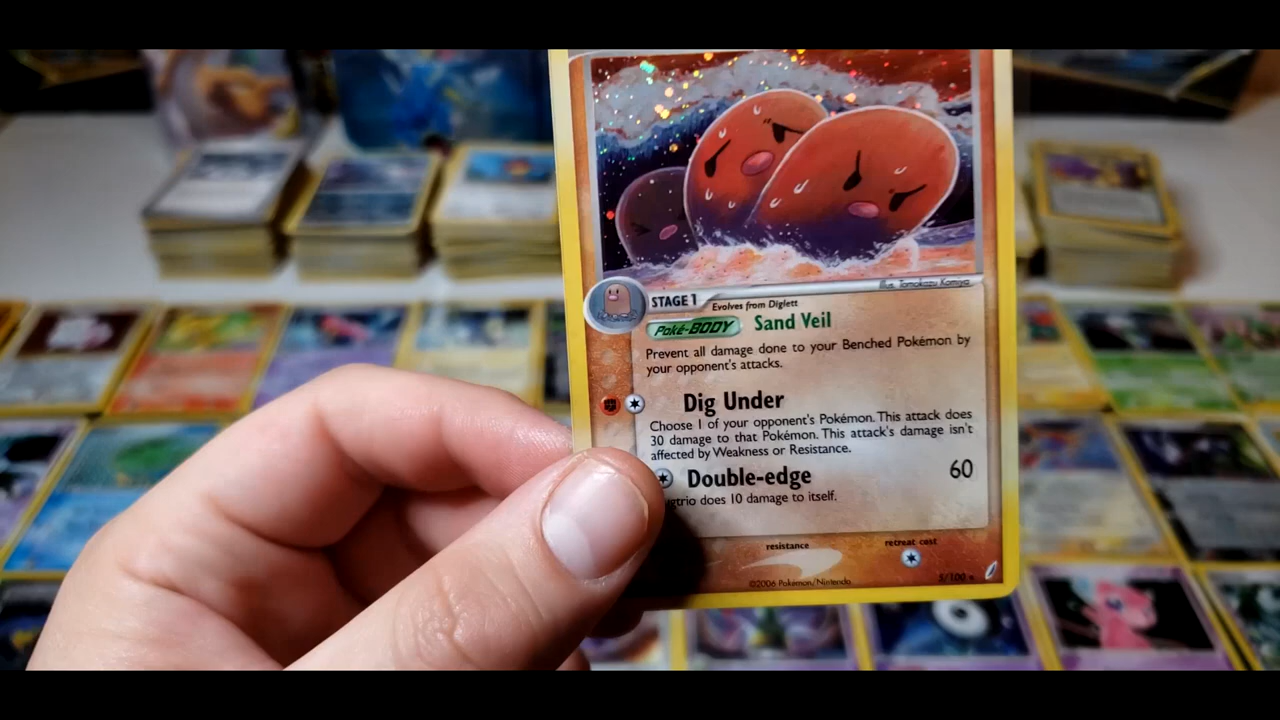 Illus. Tomokazu Komiya
STAGE 1
Evolves from Diglett
Poké-BODY
Sand Veil
Prevent all damage done to your Benched Pokémon by
your opponent's attacks.
Dig Under
Choose 1 of your opponent's Pokémon. This attack does
30 damage to that Pokémon. This attack's damage isn't
affected by Weakness or Resistance.
Double-edge 60
does 10 damage to itself.
resistance
retreat cost
©2006 Pokémon/Nintendo
5/100